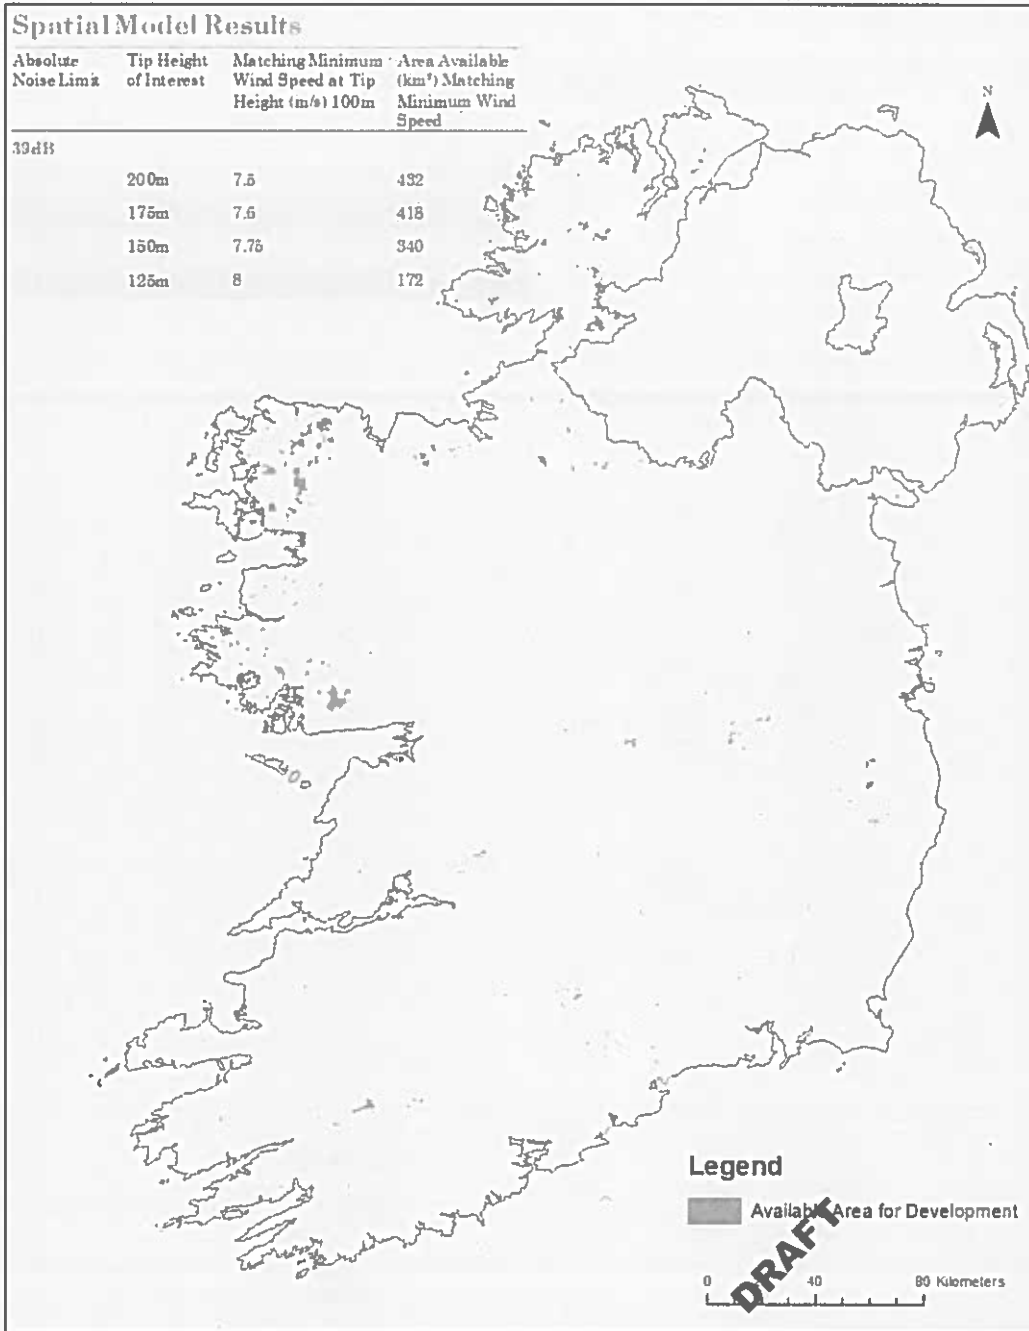 Spatial Model Results
Absolute Noise Limit
Tip Height of Interest
Matching Minimum Wind Speed at Tip Height (m/s) 100m
Area Available (km²) Matching Minimum Wind Speed
39dB
200m 7.5 432
175m 7.6 418
150m 7.75 340
125m 8 172
N
Legend
Available Area for Development
DRAFT
0 40 80 Kilometers